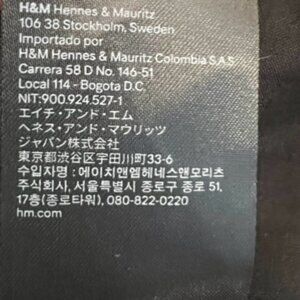 H&M Hennes & Mauritz
106 38 Stockholm, Sweden
Importado por
H&M Hennes & Mauritz Colombia S.A.S.
Carrera 58 D No. 146-51
Local 114 - Bogota D.C.
NIT:900.924.527-1
エイチ・アンド・エム
ヘネス・アンド・マウリッツ
ジャパン株式会社
東京都渋谷区宇田川町33-6
수입자명 : 에이치앤엠헤네스앤모리츠
주식회사, 서울특별시 종로구 종로 51,
17층(종로타워), 080-822-0220
hm.com